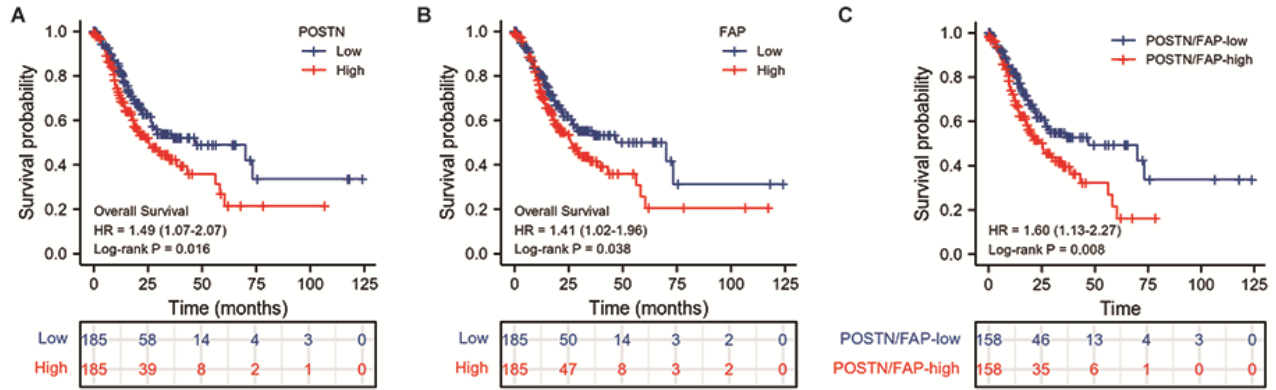 A
POSTN
Low
High
Survival probability
1.0
0.8
0.6
0.4
0.2
0.0
Overall Survival
HR = 1.49 (1.07-2.07)
Log-rank P = 0.016
0 25 50 75 100 125
Time (months)
Low 185 58 14 4 3 0
High 185 39 8 2 1 0
B
FAP
Low
High
Survival probability
1.0
0.8
0.6
0.4
0.2
0.0
Overall Survival
HR = 1.41 (1.02-1.96)
Log-rank P = 0.038
0 25 50 75 100 125
Time (months)
Low 185 50 14 3 2 0
High 185 47 8 3 2 0
C
POSTN/FAP-low
POSTN/FAP-high
Survival probability
1.0
0.8
0.6
0.4
0.2
0.0
HR = 1.60 (1.13-2.27)
Log-rank P = 0.008
0 25 50 75 100 125
Time
POSTN/FAP-low 158 46 13 4 3 0
POSTN/FAP-high 158 35 6 1 0 0